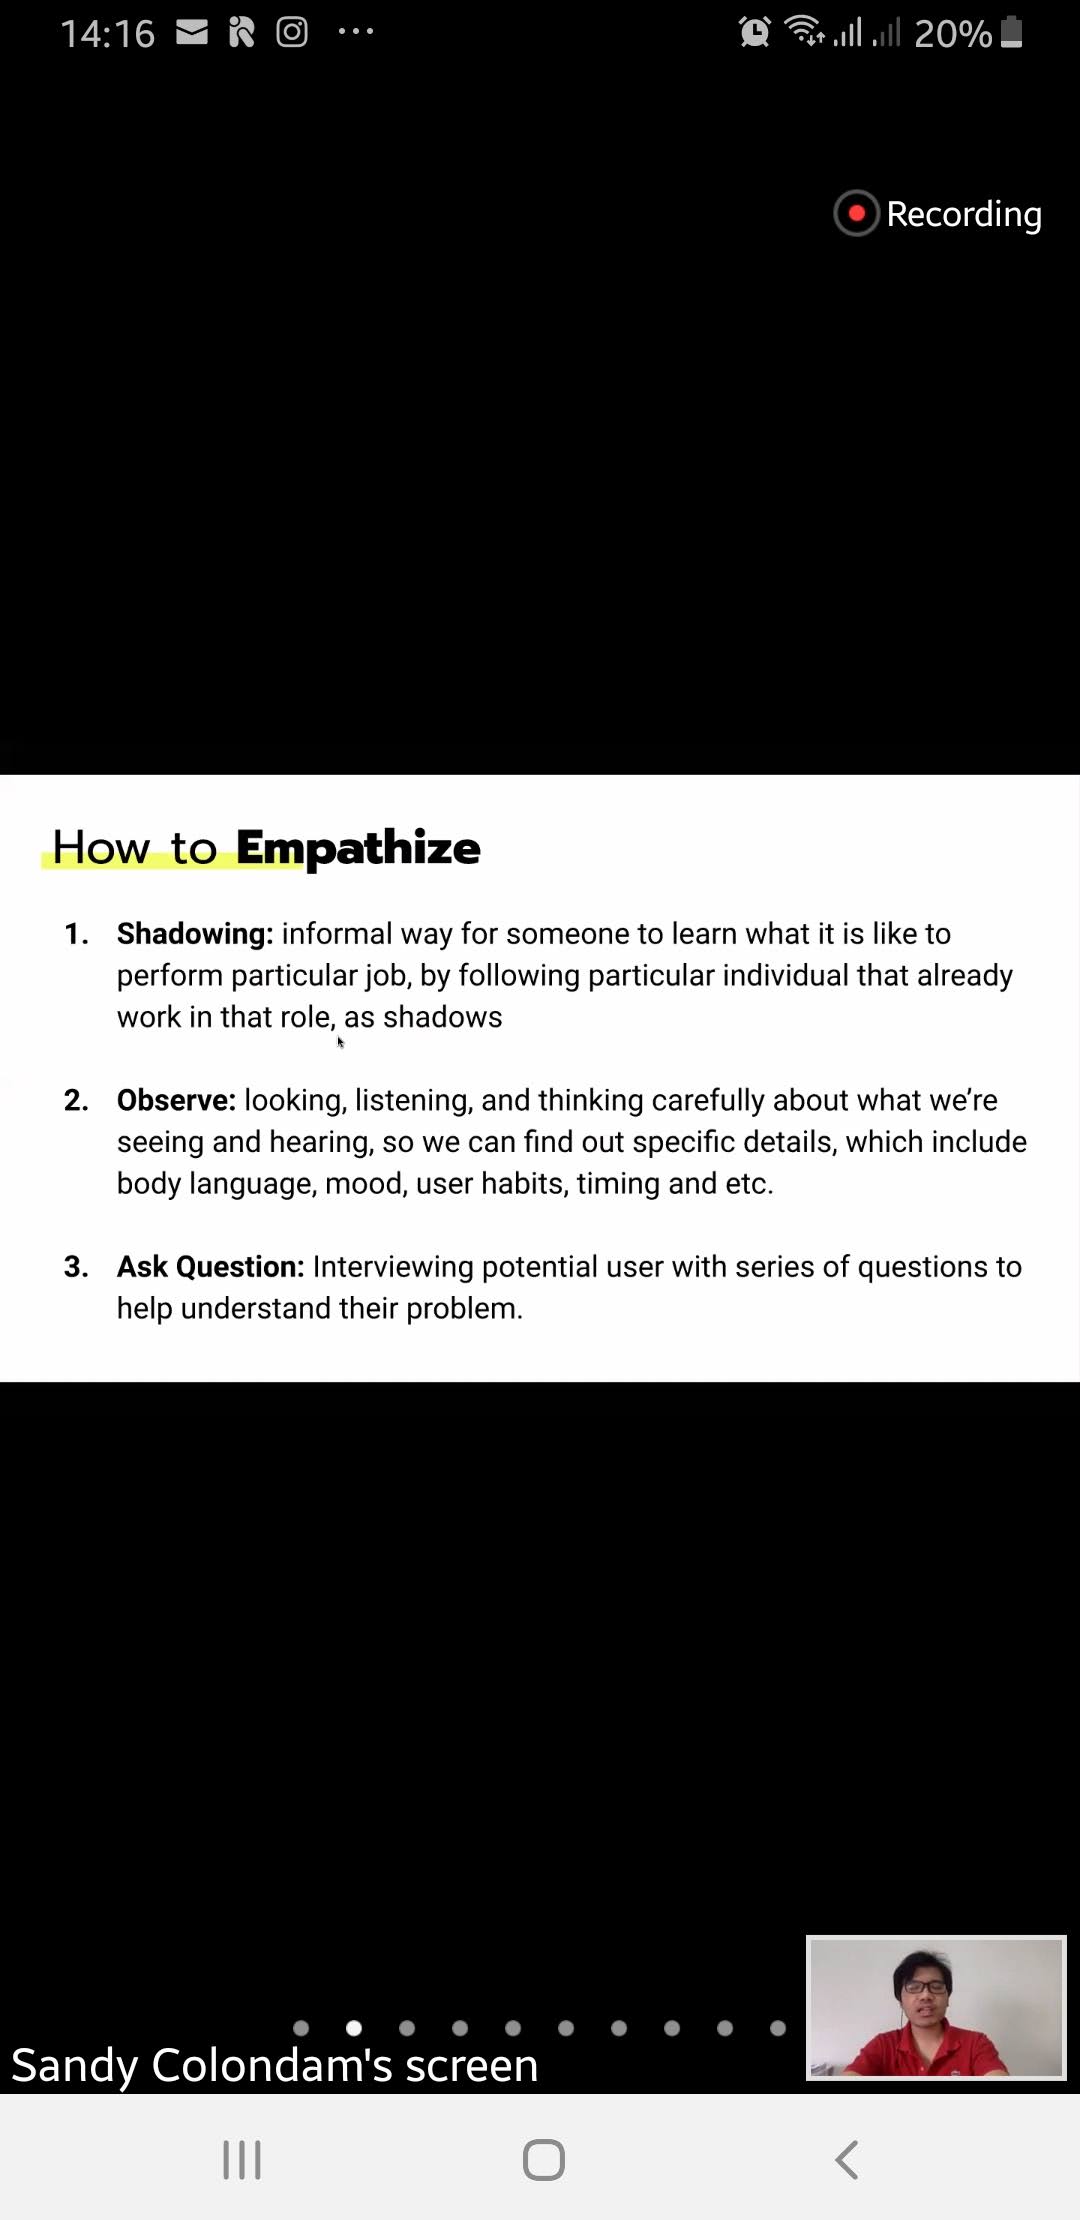 14:16
20%
Recording
How to Empathize
1. Shadowing: informal way for someone to learn what it is like to
perform particular job, by following particular individual that already
work in that role, as shadows
2. Observe: looking, listening, and thinking carefully about what we’re
seeing and hearing, so we can find out specific details, which include
body language, mood, user habits, timing and etc.
3. Ask Question: Interviewing potential user with series of questions to
help understand their problem.
Sandy Colondam's screen